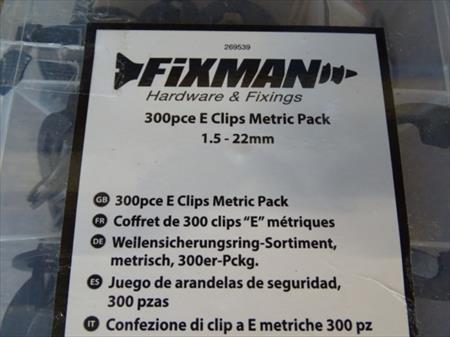 269539
FiXMAN
Hardware & Fixings
300pce E Clips Metric Pack
1.5 - 22mm
GB 300pce E Clips Metric Pack
FR Coffret de 300 clips “E” métriques
DE Weilensicherungsring-Sortiment,
metrisch, 300er-Pckg.
ES Juego de arandelas de seguridad,
300 pzas
IT Confezione di clip a E metriche 300 pz